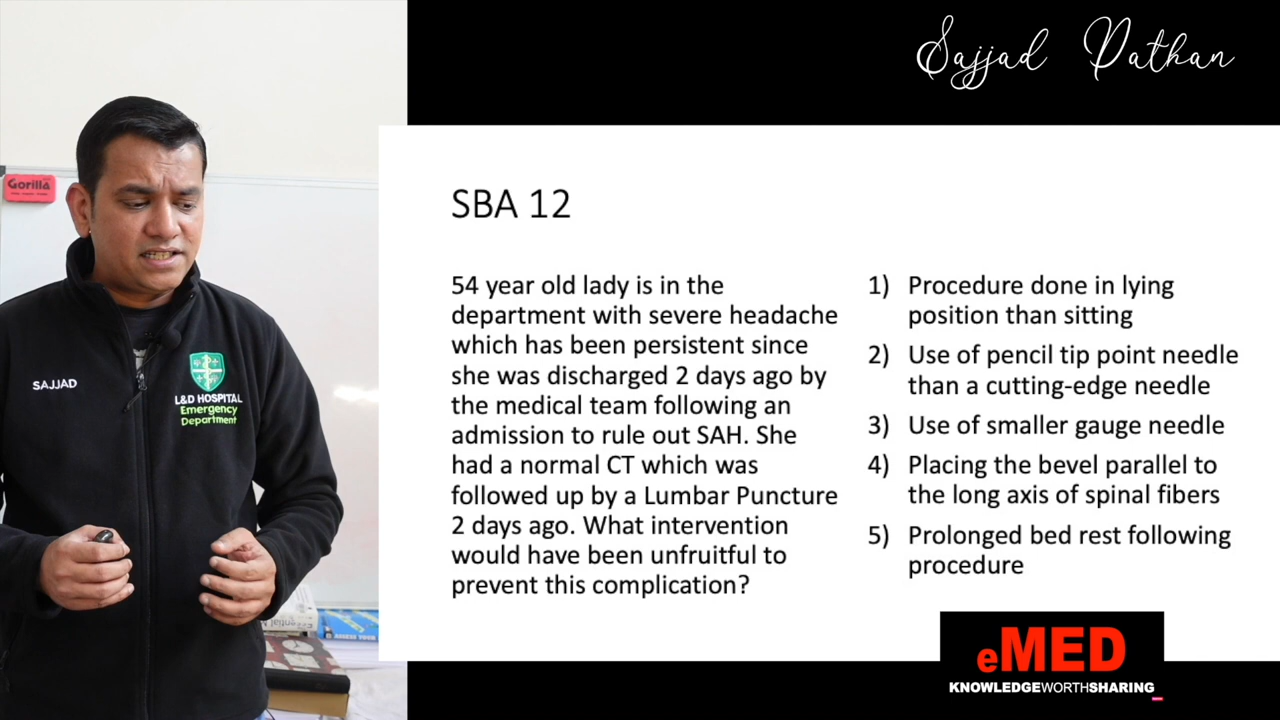 Sajjad Pathan
Gorilla
SBA 12
54 year old lady is in the
department with severe headache
which has been persistent since
she was discharged 2 days ago by
the medical team following an
admission to rule out SAH. She
had a normal CT which was
followed up by a Lumbar Puncture
2 days ago. What intervention
would have been unfruitful to
prevent this complication?
1) Procedure done in lying
position than sitting
2) Use of pencil tip point needle
than a cutting-edge needle
3) Use of smaller gauge needle
4) Placing the bevel parallel to
the long axis of spinal fibers
5) Prolonged bed rest following
procedure
SAJJAD
L&D HOSPITAL
Emergency
Department
eMED
KNOWLEDGEWORTHSHARING_